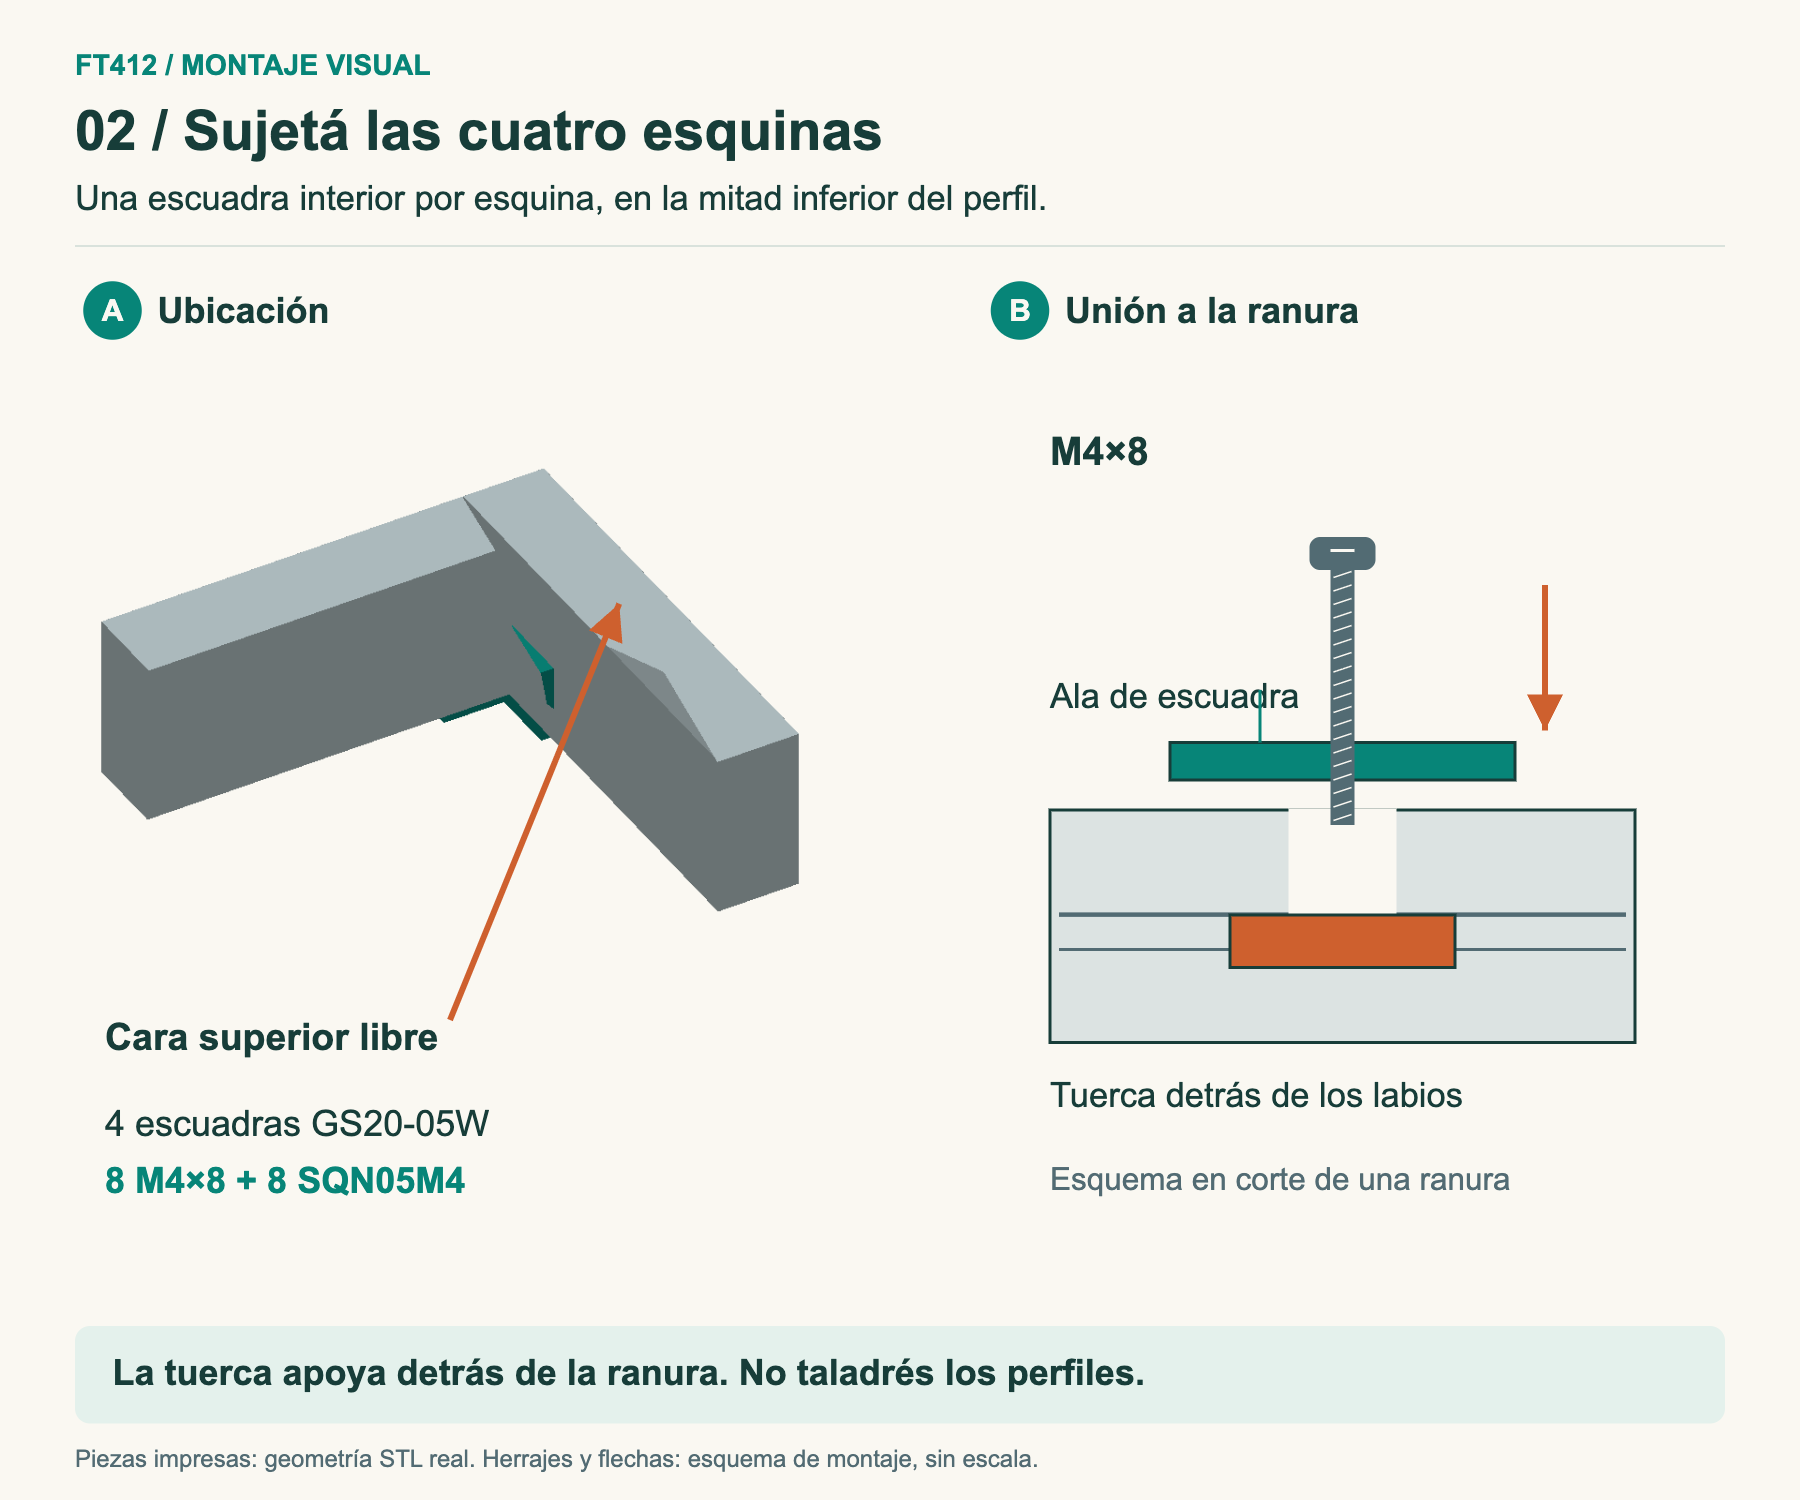 FT412 / MONTAJE VISUAL
02 / Sujetá las cuatro esquinas
Una escuadra interior por esquina, en la mitad inferior del perfil.
A Ubicación
Cara superior libre
4 escuadras GS20-05W
8 M4×8 + 8 SQN05M4
B Unión a la ranura
M4×8
Ala de escuadra
Tuerca detrás de los labios
Esquema en corte de una ranura
La tuerca apoya detrás de la ranura. No taladrés los perfiles.
Piezas impresas: geometría STL real. Herrajes y flechas: esquema de montaje, sin escala.